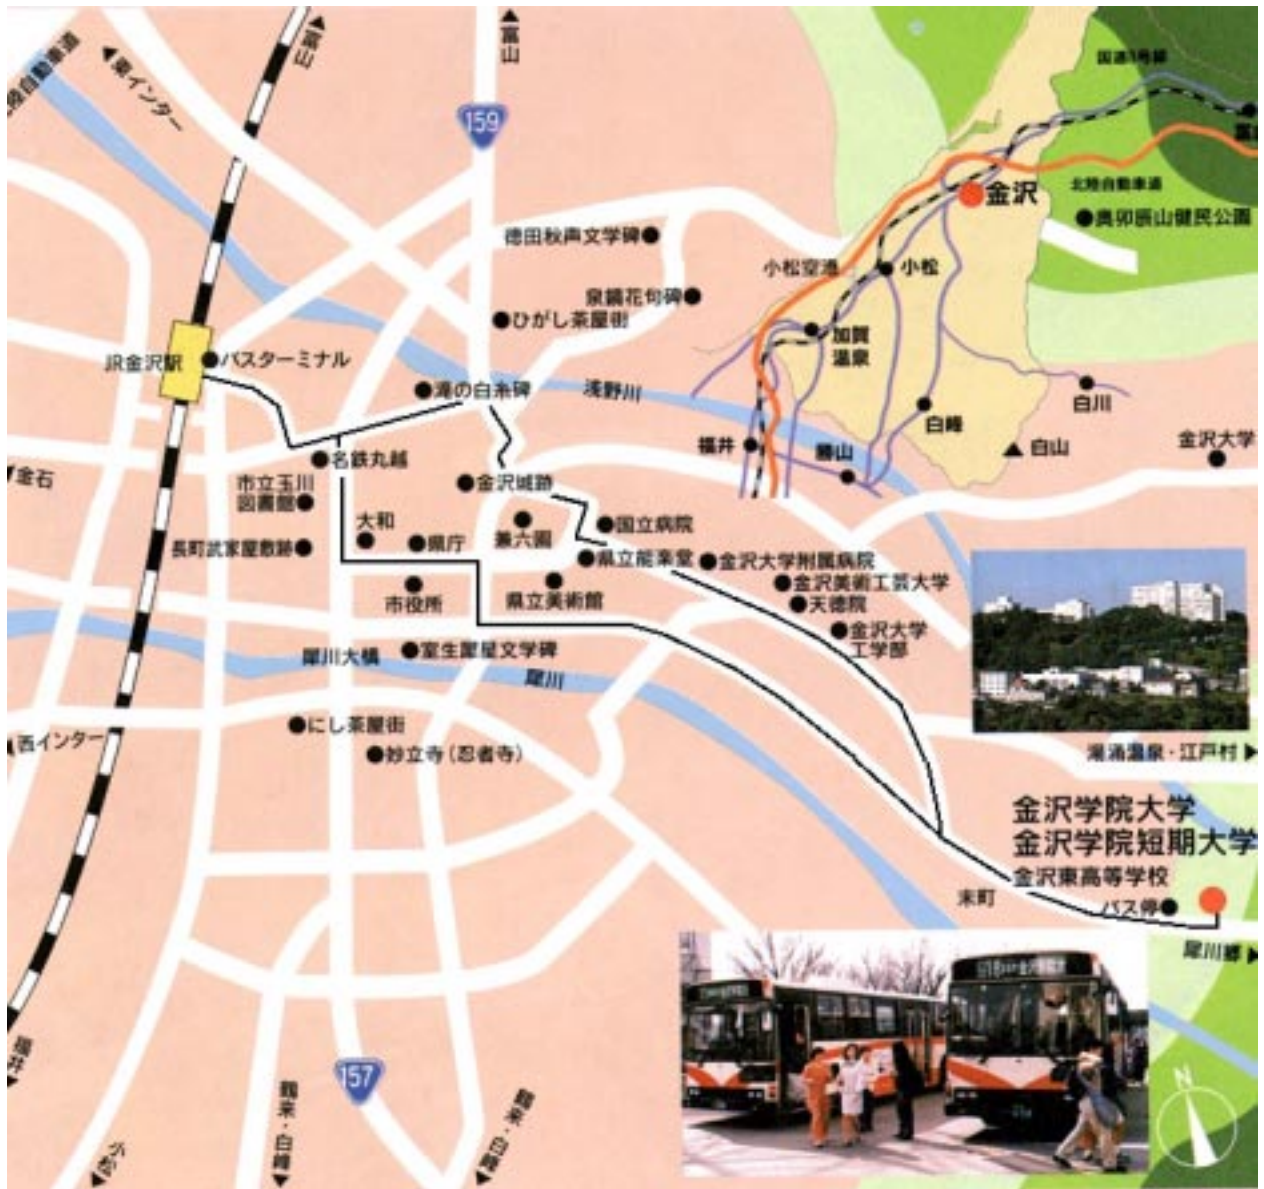 富山
富山
東インター
国道8号線
159
金沢
北陸自動車道
奥卯辰山健民公園
徳田秋声文学碑
小松空港
小松
泉鏡花句碑
ひがし茶屋街
加賀
温泉
JR金沢駅
バスターミナル
滝の白糸碑
浅野川
白川
白峰
福井
勝山
白山
金沢大学
金石
名鉄丸越
市立玉川
図書館
金沢城跡
大和
県庁
兼六園
国立病院
長町武家屋敷跡
県立能楽堂
金沢大学附属病院
金沢美術工芸大学
市役所
県立美術館
天徳院
金沢大学
工学部
犀川大橋
室生犀星文学碑
犀川
にし茶屋街
西インター
妙立寺(忍者寺)
湯涌温泉・江戸村
金沢学院大学
金沢学院短期大学
金沢東高等学校
末町
バス停
犀川郷
福井
157
鶴来・白峰
鶴来・白峰
小松
N